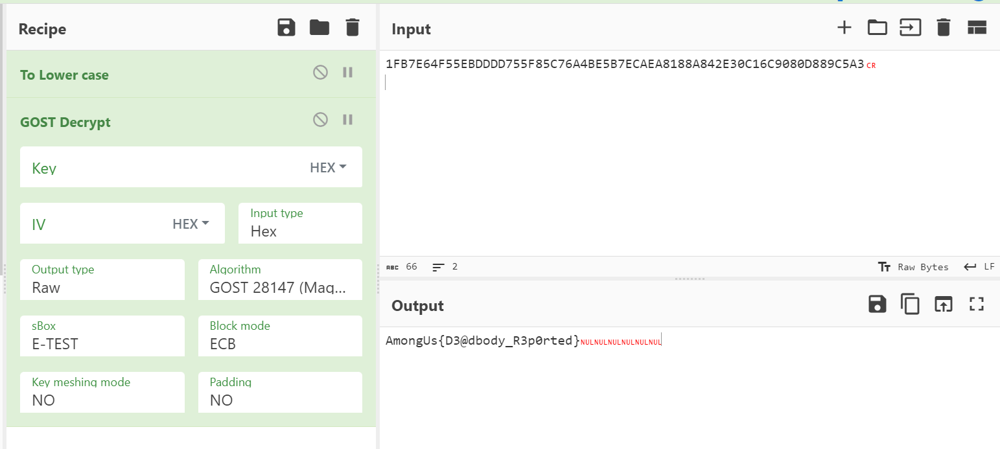 Recipe
To Lower case
GOST Decrypt
Key HEX
IV HEX
Input type
Hex
Output type
Raw
Algorithm
GOST 28147 (Mag...
sBox
E-TEST
Block mode
ECB
Key meshing mode
NO
Padding
NO
Input
1FB7E64F55EBDDDD755F85C76A4BE5B7ECAEA8188A842E30C16C9080D889C5A3CR
ABC 66 2 Tт Raw Bytes LF
Output
AmongUs{D3@dbody_R3p0rted}NULNULNULNULNULNUL